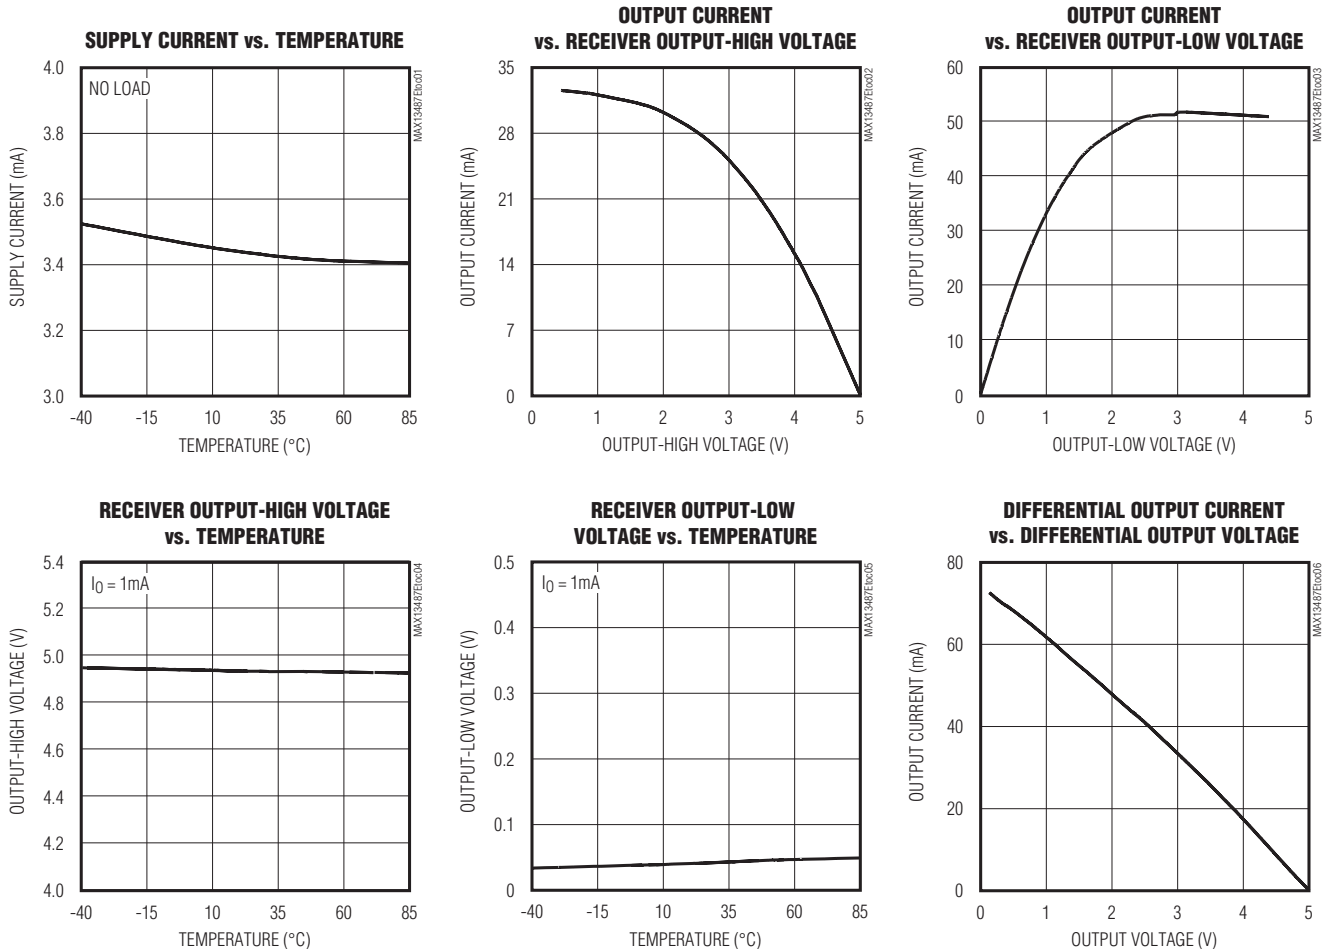 SUPPLY CURRENT vs. TEMPERATURE
4.0
3.8
3.6
3.4
3.2
3.0
SUPPLY CURRENT (mA)
NO LOAD
MAX13487Etoc01
-40 -15 10 35 60 85
TEMPERATURE (°C)
OUTPUT CURRENT
vs. RECEIVER OUTPUT-HIGH VOLTAGE
35
28
21
14
7
0
OUTPUT CURRENT (mA)
MAX13487Etoc02
0 1 2 3 4 5
OUTPUT-HIGH VOLTAGE (V)
OUTPUT CURRENT
vs. RECEIVER OUTPUT-LOW VOLTAGE
60
50
40
30
20
10
0
OUTPUT CURRENT (mA)
MAX13487Etoc03
0 1 2 3 4 5
OUTPUT-LOW VOLTAGE (V)
RECEIVER OUTPUT-HIGH VOLTAGE
vs. TEMPERATURE
5.4
5.2
5.0
4.8
4.6
4.4
4.2
4.0
OUTPUT-HIGH VOLTAGE (V)
IO = 1mA
MAX13487Etoc04
-40 -15 10 35 60 85
TEMPERATURE (°C)
RECEIVER OUTPUT-LOW
VOLTAGE vs. TEMPERATURE
0.5
0.4
0.3
0.2
0.1
0
OUTPUT-LOW VOLTAGE (V)
IO = 1mA
MAX13487Etoc05
-40 -15 10 35 60 85
TEMPERATURE (°C)
DIFFERENTIAL OUTPUT CURRENT
vs. DIFFERENTIAL OUTPUT VOLTAGE
80
60
40
20
0
OUTPUT CURRENT (mA)
MAX13487Etoc06
0 1 2 3 4 5
OUTPUT VOLTAGE (V)